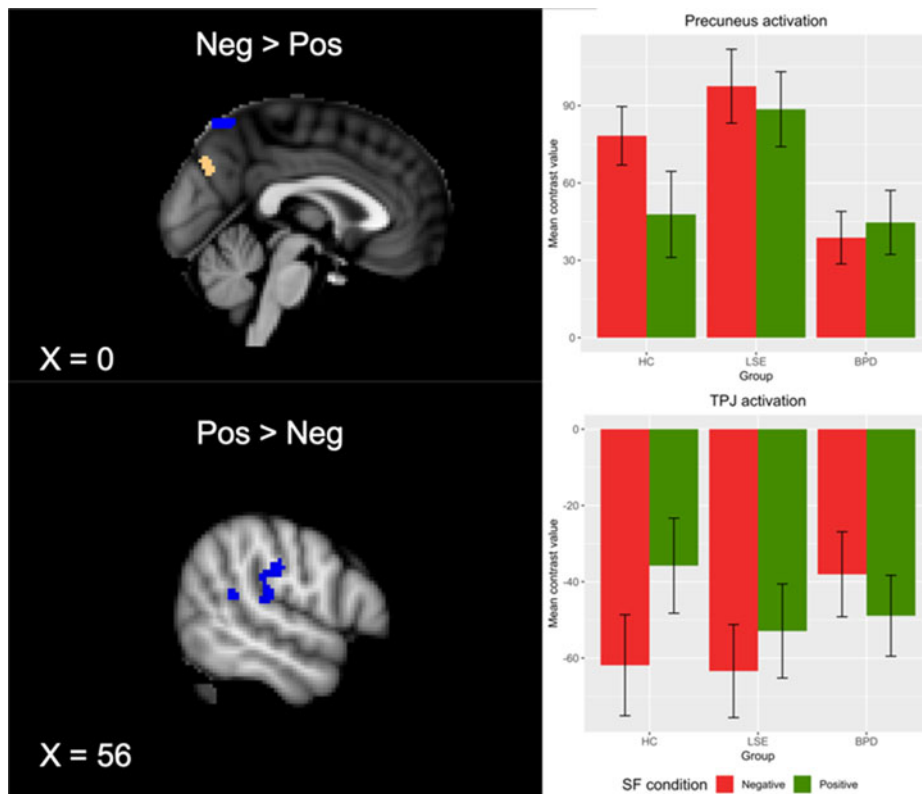 Neg > Pos
X = 0
Precuneus activation
Mean contrast value
90
60
30
0
HC
LSE
BPD
Group
Pos > Neg
X = 56
TPJ activation
Mean contrast value
0
-20
-40
-60
HC
LSE
BPD
Group
SF condition Negative Positive